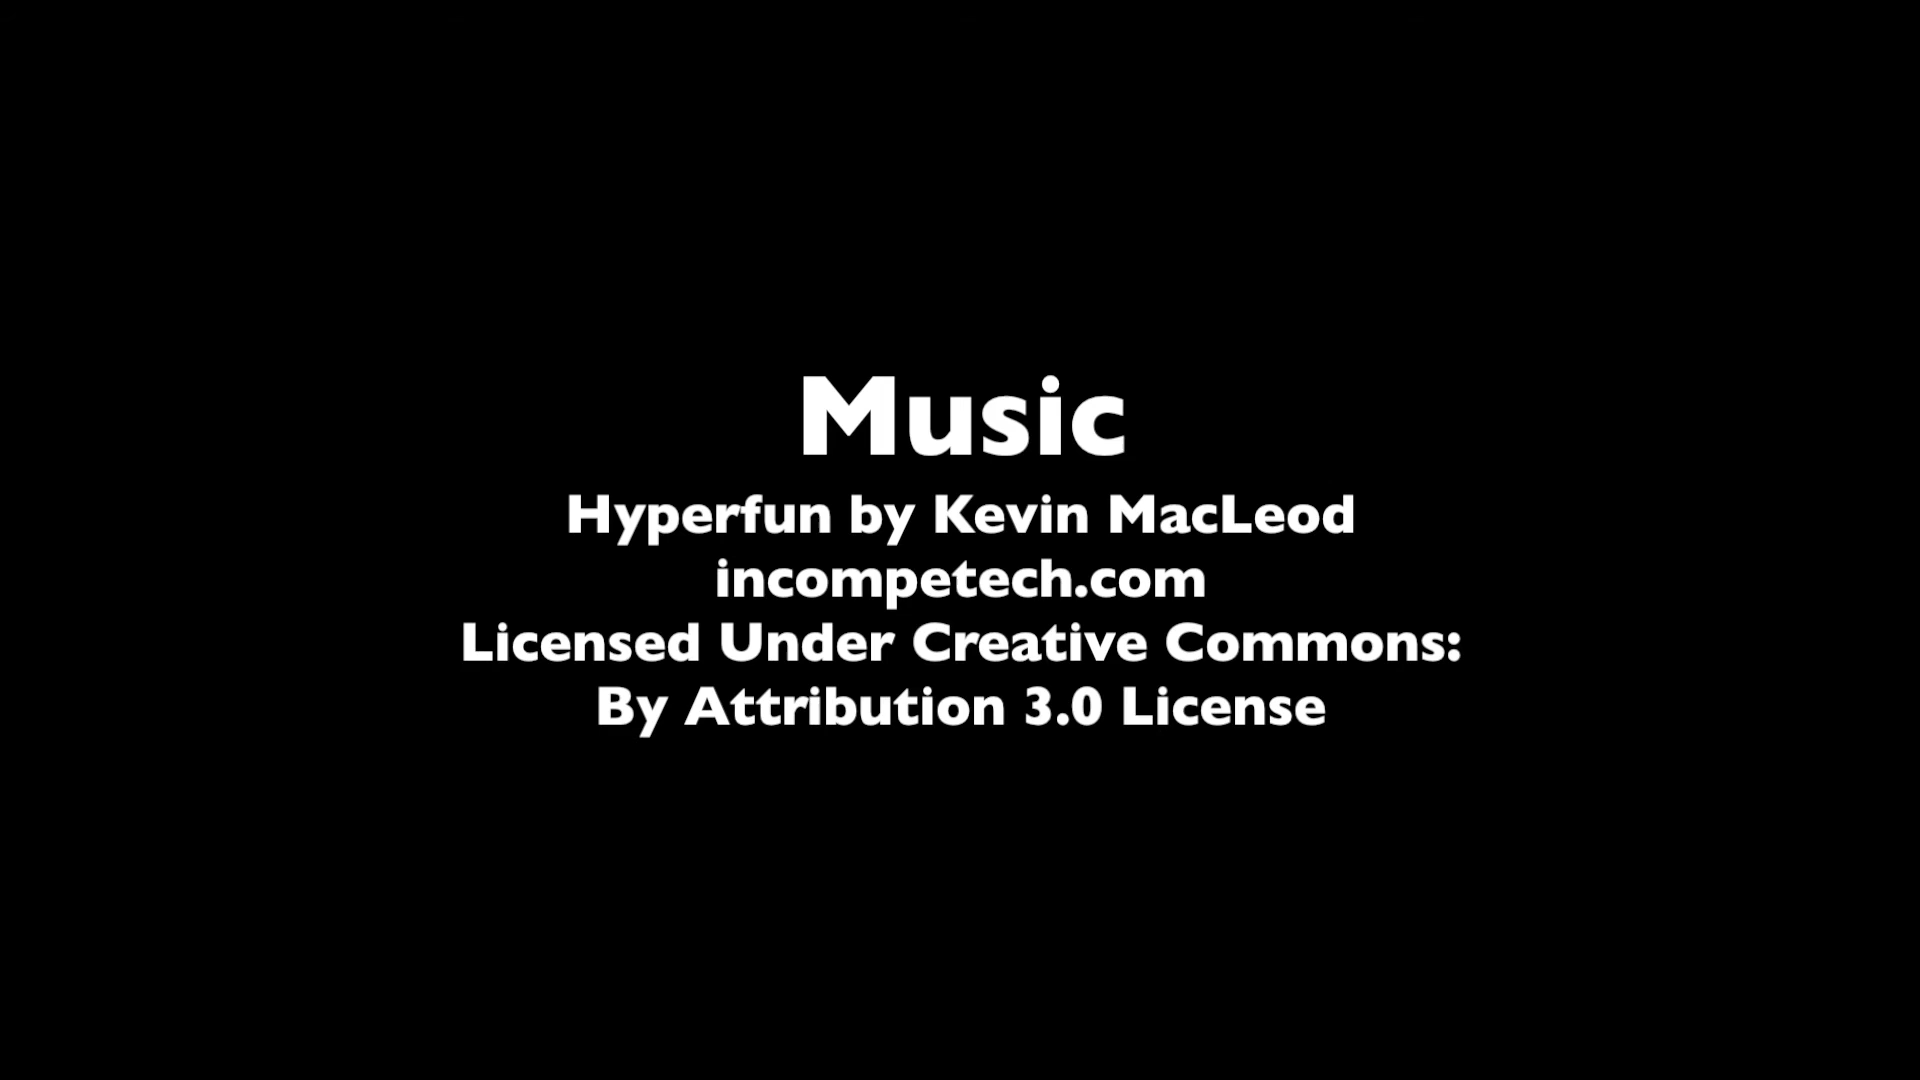 Music
Hyperfun by Kevin MacLeod
incompetech.com
Licensed Under Creative Commons:
By Attribution 3.0 License